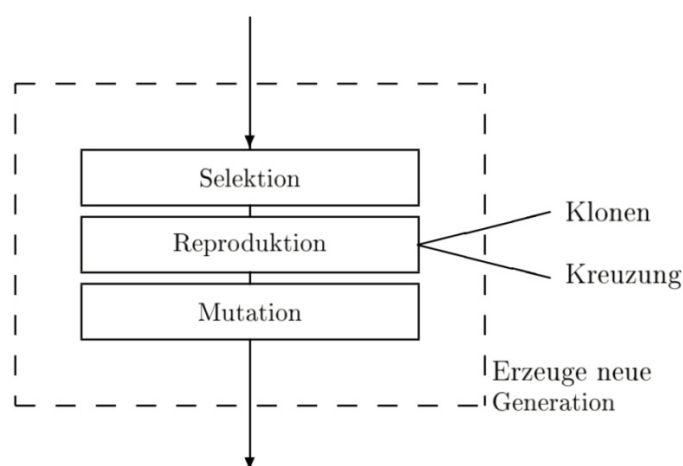 Selektion
Reproduktion
Klonen
Kreuzung
Mutation
Erzeuge neue
Generation